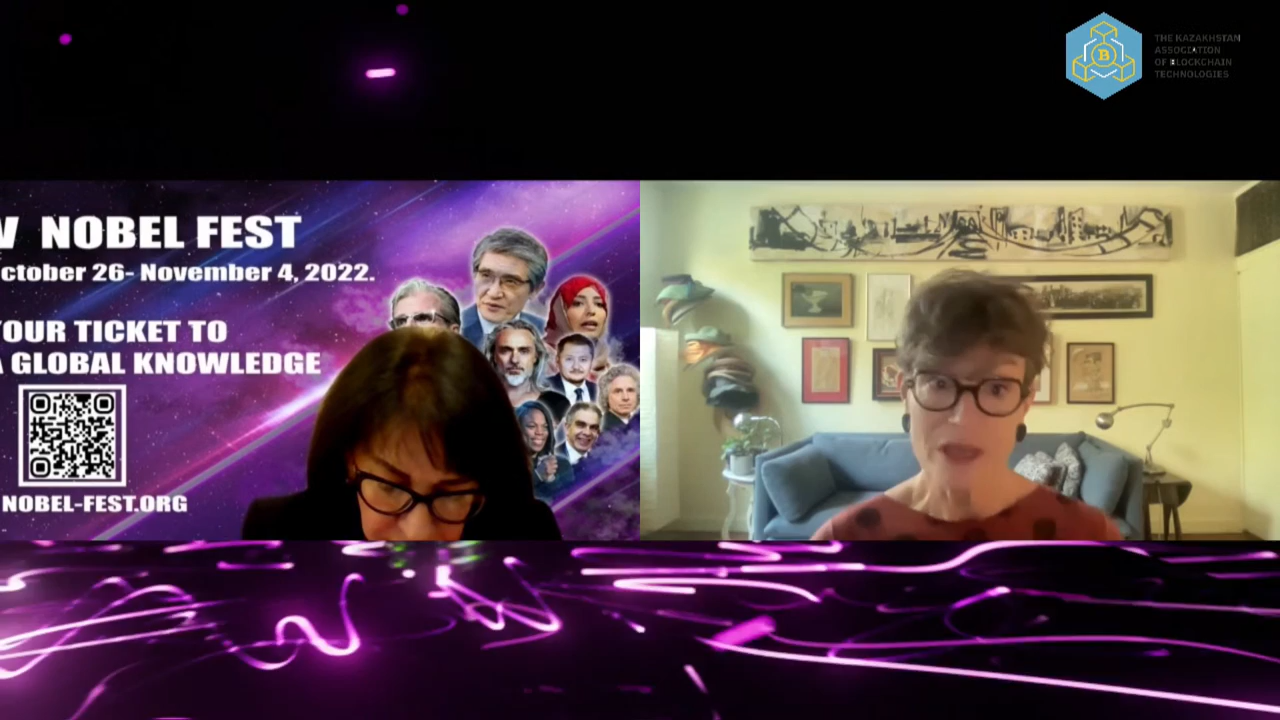 THE KAZAKHSTAN
ASSOCIATION
OF BLOCKCHAIN
TECHNOLOGIES
V NOBEL FEST
ctober 26- November 4, 2022.
YOUR TICKET TO
A GLOBAL KNOWLEDGE
NOBEL-FEST.ORG